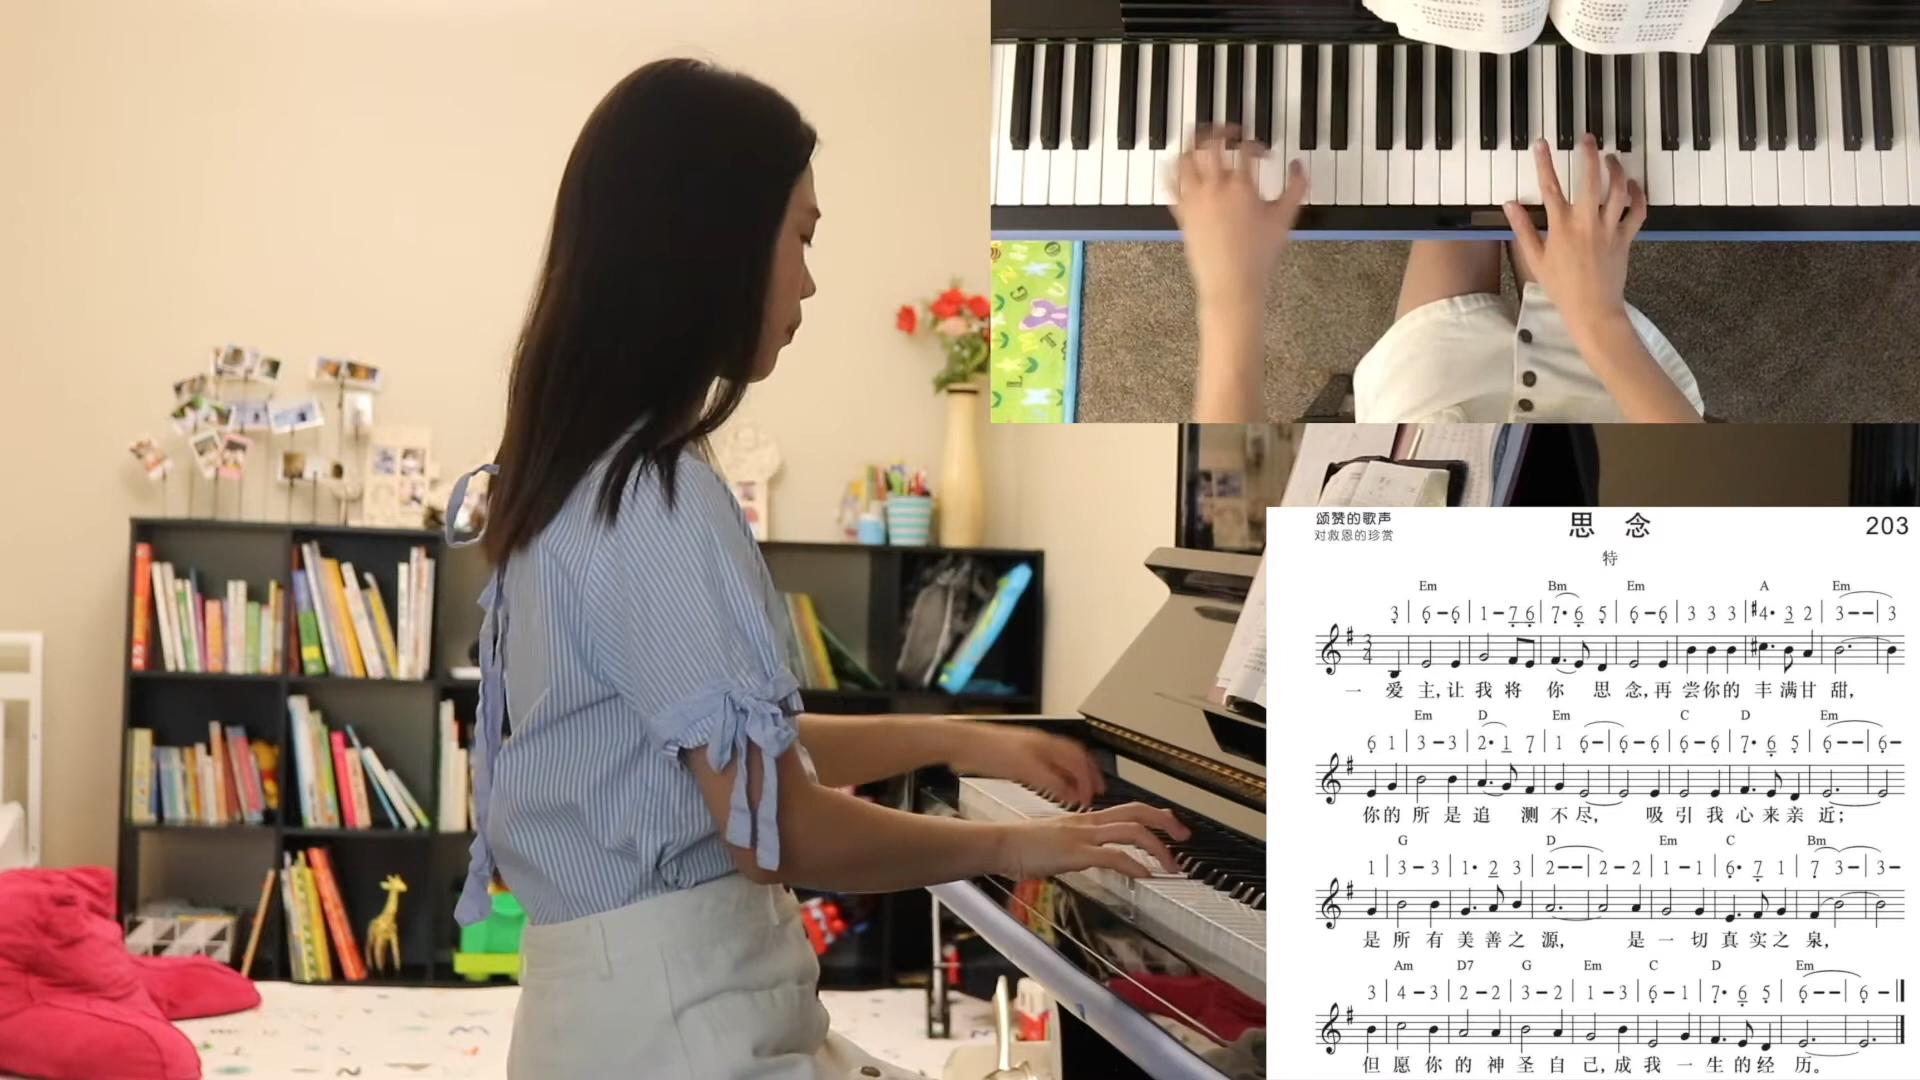 颂赞的歌声 思 念 203
对救恩的珍赏
特
Em Bm Em A Em
3 | 6 - 6 | 1 - 7 6 | 7· 6 5 | 6 - 6 | 3 3 3 | #4· 3 2 | 3 - - | 3
3 4
一 爱 主,让 我 将 你 思 念,再 尝你的 丰 满甘 甜,
Em D Em C D Em
6 1 | 3 - 3 | 2· 1 7 | 1 6 - | 6 - 6 | 6 - 6 | 7· 6 5 | 6 - - | 6 -
你的 所 是 追 测 不 尽, 吸 引 我 心 来 亲 近;
G D Em C Bm
1 | 3 - 3 | 1· 2 3 | 2 - - | 2 - 2 | 1 - 1 | 6· 7 1 | 7 3 - | 3 -
是 所 有 美 善 之 源, 是 一 切 真 实 之 泉,
Am D7 G Em C D Em
3 | 4 - 3 | 2 - 2 | 3 - 2 | 1 - 3 | 6 - 1 | 7· 6 5 | 6 - - | 6 - ‖
但 愿 你 的 神 圣 自 己,成 我 一 生 的 经 历。